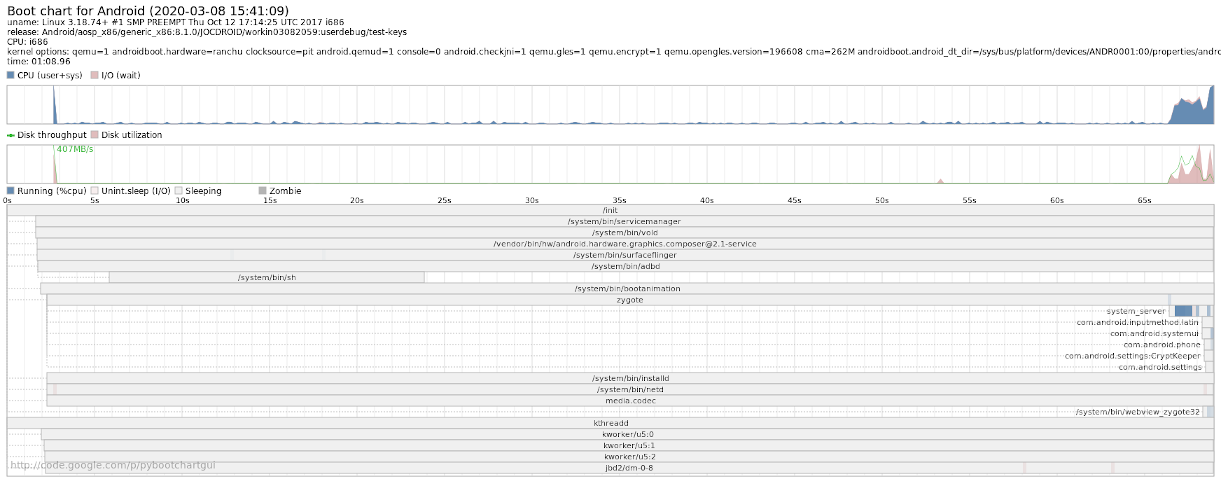 Boot chart for Android (2020-03-08 15:41:09)
uname: Linux 3.18.74+ #1 SMP PREEMPT Thu Oct 12 17:14:25 UTC 2017 i686
release: Android/aosp_x86/generic_x86:8.1.0/JOCDROID/workin03082059:userdebug/test-keys
CPU: i686
kernel options: qemu=1 androidboot.hardware=ranchu clocksource=pit android.qemud=1 console=0 android.checkjni=1 qemu.gles=1 qemu.encrypt=1 qemu.opengles.version=196608 cma=262M androidboot.android_dt_dir=/sys/bus/platform/devices/ANDR0001:00/properties/andro
time: 01:08.96
CPU (user+sys) I/O (wait)
Disk throughput Disk utilization
407MB/s
Running (%cpu) Unint.sleep (I/O) Sleeping Zombie
0s 5s 10s 15s 20s 25s 30s 35s 40s 45s 50s 55s 60s 65s
/init
/system/bin/servicemanager
/system/bin/vold
/vendor/bin/hw/android.hardware.graphics.composer@2.1-service
/system/bin/surfaceflinger
/system/bin/adbd
/system/bin/sh
/system/bin/bootanimation
zygote
system_server
com.android.inputmethod.latin
com.android.systemui
com.android.phone
com.android.settings:CryptKeeper
com.android.settings
/system/bin/installd
/system/bin/netd
media.codec
/system/bin/webview_zygote32
kthreadd
kworker/u5:0
kworker/u5:1
kworker/u5:2
jbd2/dm-0-8
http://code.google.com/p/pybootchartgui